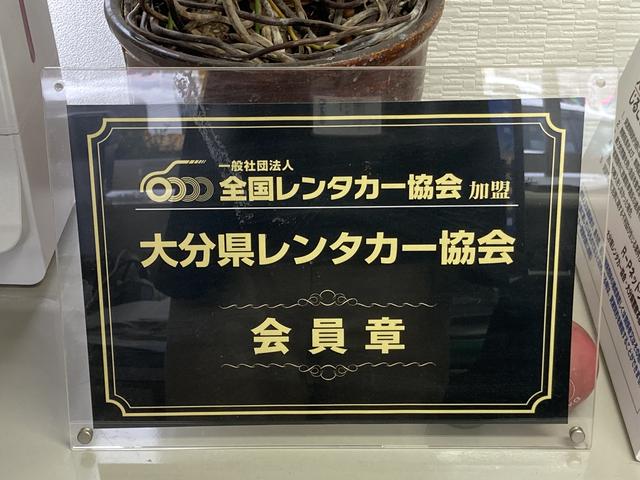 一般社団法人
全国レンタカー協会 加盟
大分県レンタカー協会
会員章